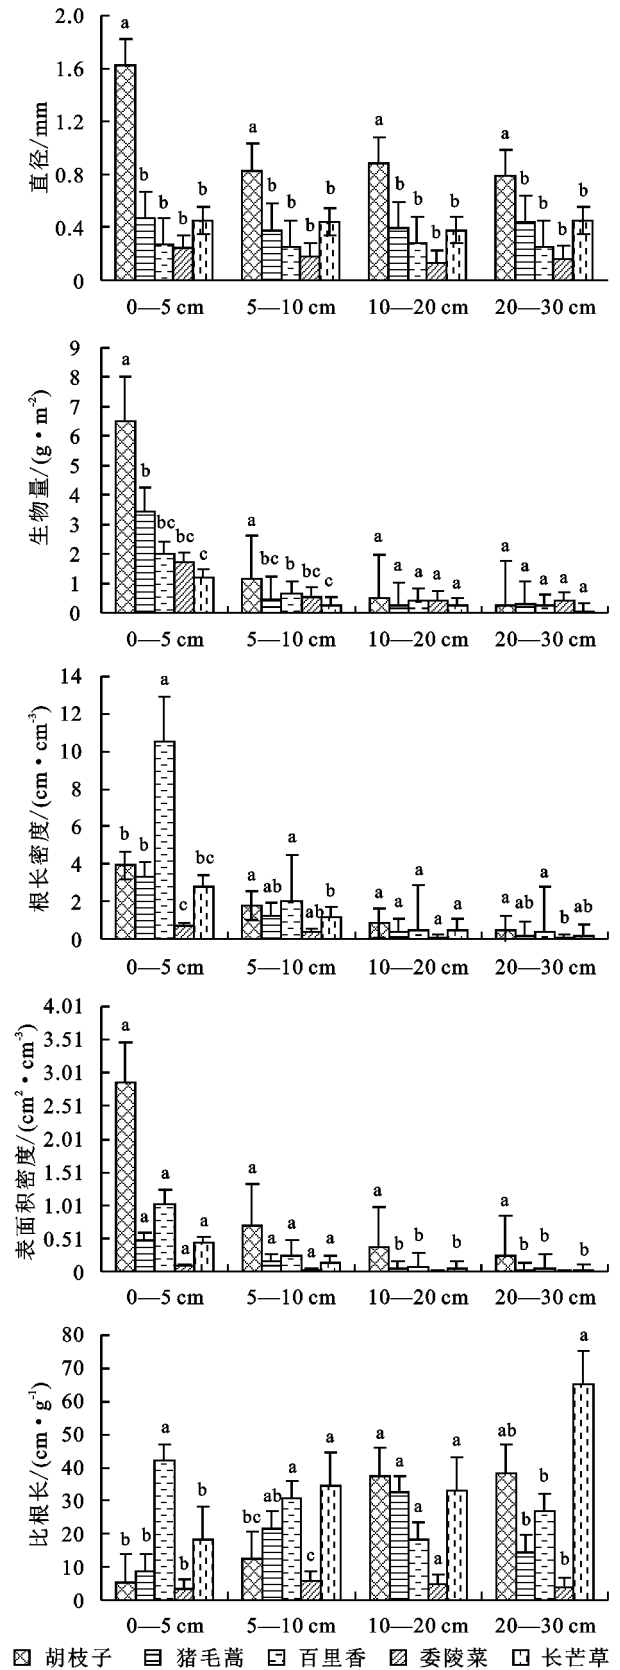 直径/mm
2.0
1.6
1.2
0.8
0.4
0
a b b b b
a b b b b
a b b b b
a b b b b
0—5 cm 5—10 cm 10—20 cm 20—30 cm
生物量/(g·m⁻²)
9
8
7
6
5
4
3
2
1
0
a b bc bc c
a bc b bc c
a a a a a
a a a a a
0—5 cm 5—10 cm 10—20 cm 20—30 cm
根长密度/(cm·cm⁻³)
14
12
10
8
6
4
2
0
b b a c bc
a ab a ab b
a a a a a
a ab a b ab
0—5 cm 5—10 cm 10—20 cm 20—30 cm
表面积密度/(cm²·cm⁻³)
4.01
3.51
3.01
2.51
2.01
1.51
1.01
0.51
0
a a a a a
a a a a a
a b b b
a b b b
0—5 cm 5—10 cm 10—20 cm 20—30 cm
比根长/(cm·g⁻¹)
80
70
60
50
40
30
20
10
0
b b a b b
bc ab a c a
a a a a a
ab b b b a
0—5 cm 5—10 cm 10—20 cm 20—30 cm
胡枝子 猪毛蒿 百里香 委陵菜 长芒草